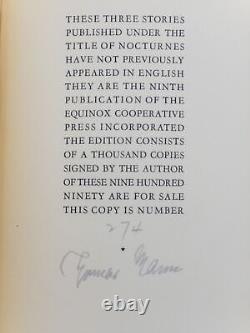 THESE THREE STORIES
PUBLISHED UNDER THE
TITLE OF NOCTURNES
HAVE NOT PREVIOUSLY
APPEARED IN ENGLISH
THEY ARE THE NINTH
PUBLICATION OF THE
EQUINOX COOPERATIVE
PRESS INCORPORATED
THE EDITION CONSISTS
OF A THOUSAND COPIES
SIGNED BY THE AUTHOR
OF THESE NINE HUNDRED
NINETY ARE FOR SALE
THIS COPY IS NUMBER
274
Thomas Mann